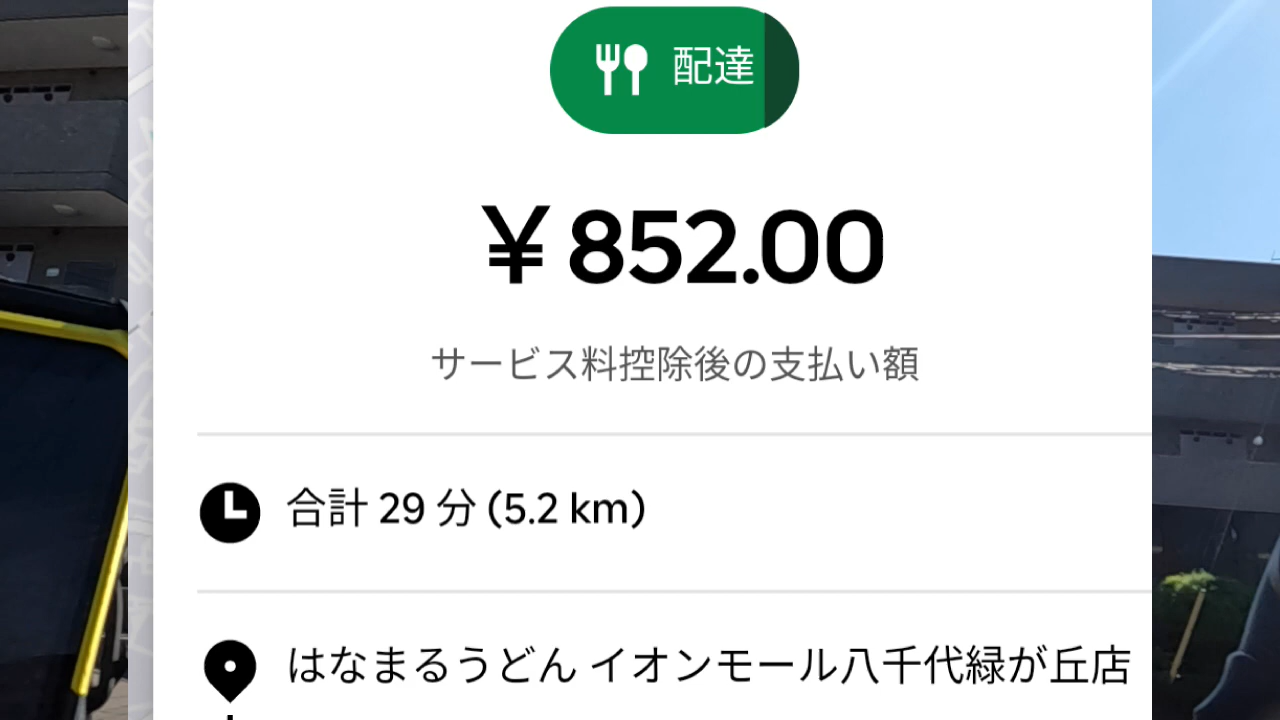 配達
￥852.00
サービス料控除後の支払い額
合計 29 分 (5.2 km)
はなまるうどん イオンモール八千代緑が丘店